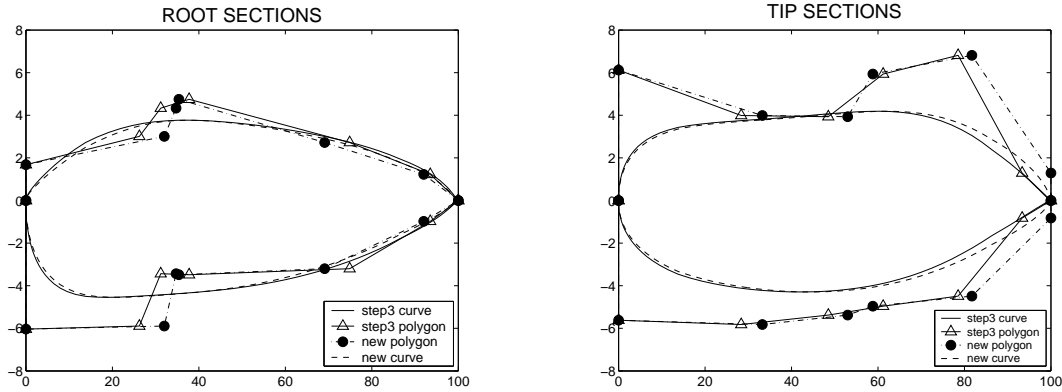 ROOT SECTIONS
8
6
4
2
0
−2
−4
−6
−8
0 20 40 60 80 100
step3 curve
step3 polygon
new polygon
new curve
TIP SECTIONS
8
6
4
2
0
−2
−4
−6
−8
0 20 40 60 80 100
step3 curve
step3 polygon
new polygon
new curve